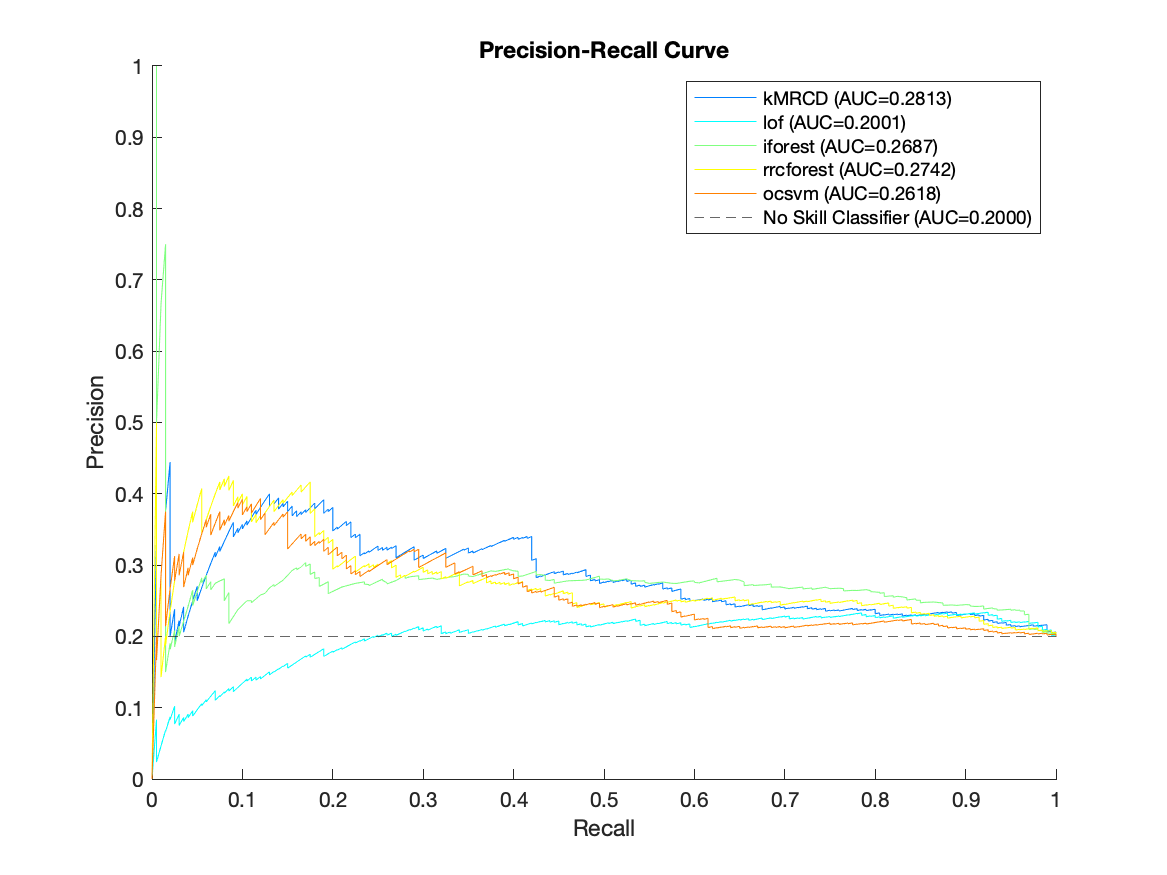 Precision-Recall Curve
kMRCD (AUC=0.2813)
lof (AUC=0.2001)
iforest (AUC=0.2687)
rrcforest (AUC=0.2742)
ocsvm (AUC=0.2618)
No Skill Classifier (AUC=0.2000)
1
0.9
0.8
0.7
0.6
0.5
0.4
0.3
0.2
0.1
0
Precision
0 0.1 0.2 0.3 0.4 0.5 0.6 0.7 0.8 0.9 1
Recall